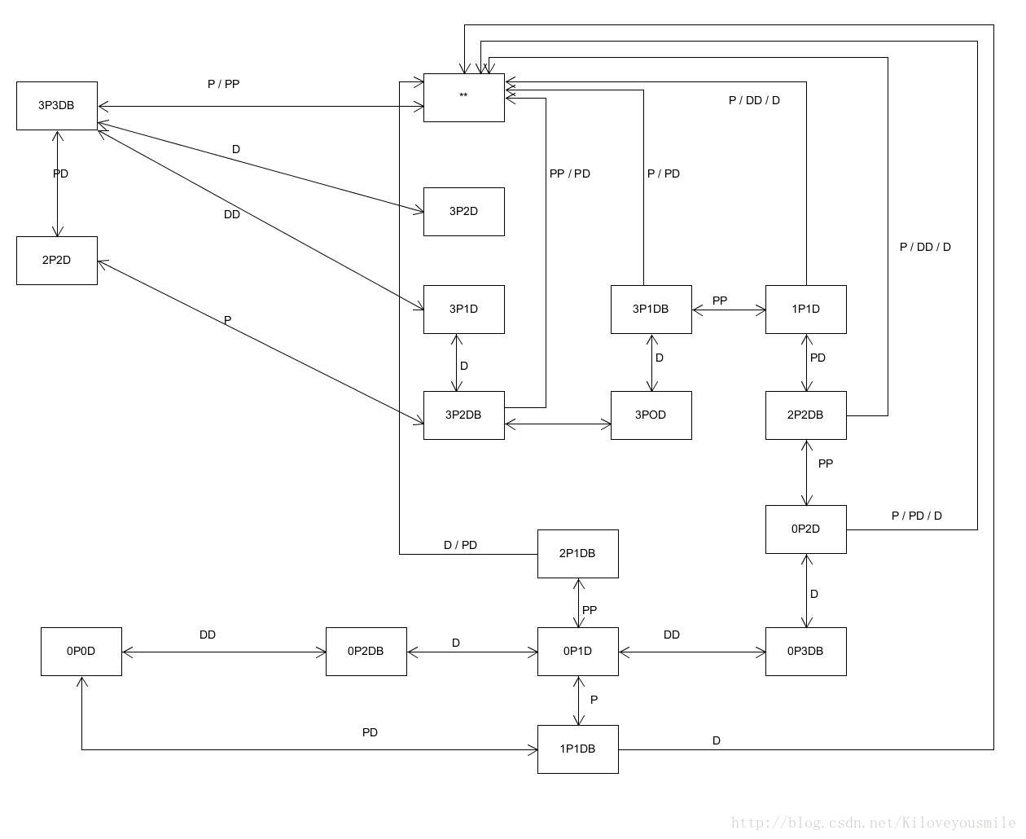 P / PP
3P3DB
**
P / DD / D
D
PD
PP / PD
P / PD
3P2D
DD
P / DD / D
2P2D
3P1D
3P1DB
PP
1P1D
P
D
D
PD
3P2DB
3POD
2P2DB
PP
P / PD / D
0P2D
D / PD
2P1DB
D
PP
DD
D
DD
0P0D
0P2DB
0P1D
0P3DB
P
PD
D
1P1DB
http://blog.csdn.net/Kiloveyousmile